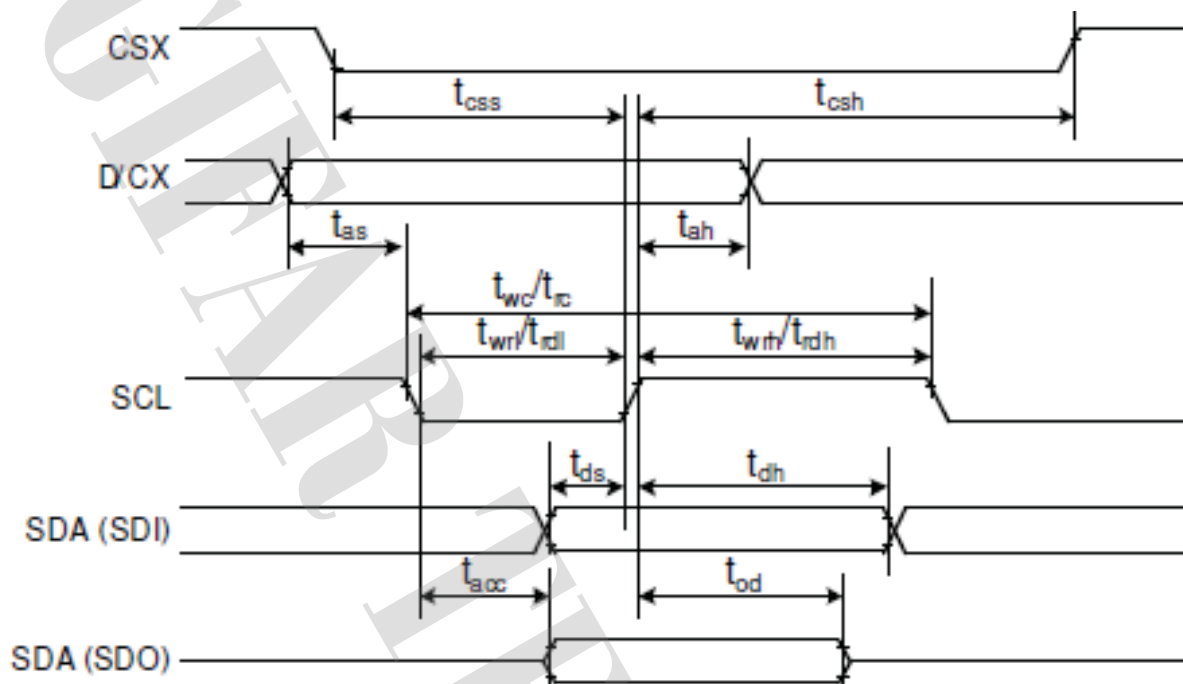 CSX
tcss
tcsh
D/CX
tas
tah
twc/trc
twrl/trdl
twrh/trdh
SCL
tds
tdh
SDA (SDI)
tacc
tod
SDA (SDO)